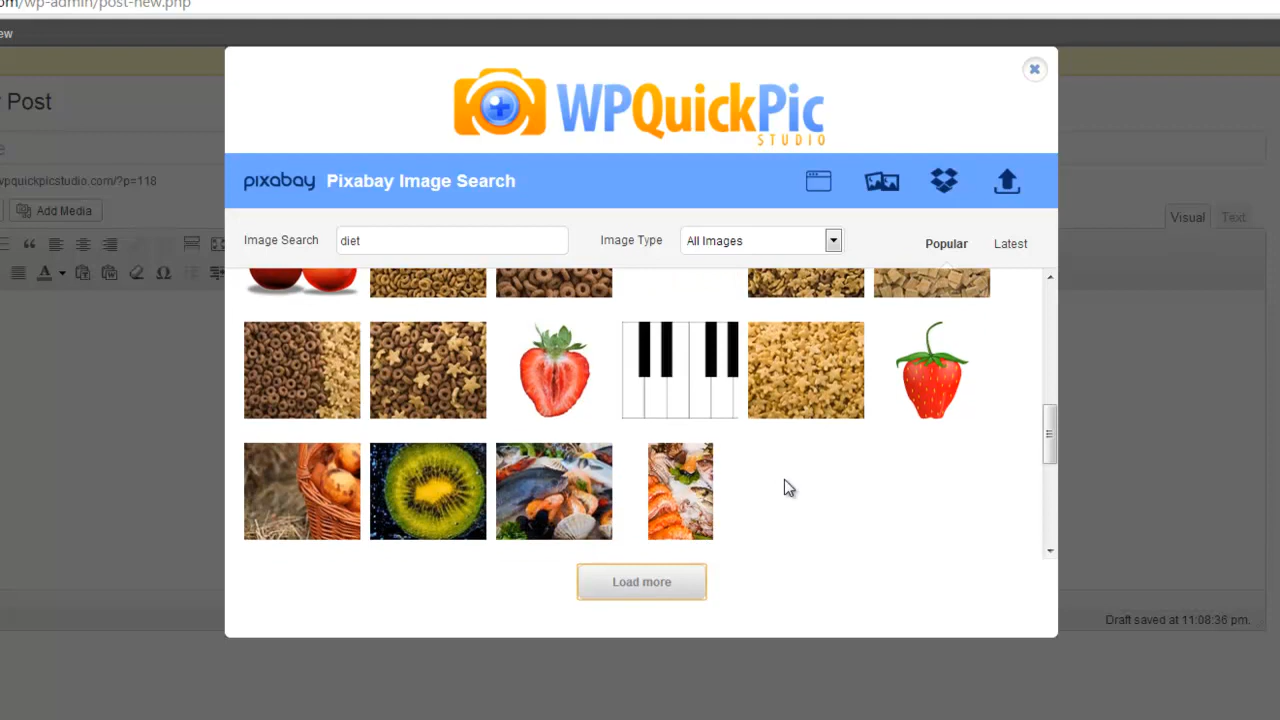 om/wp-admin/post-new.php
ew
WPQuickPic
STUDIO
Post
e
pixabay Pixabay Image Search
wpquickpicstudio.com/?p=118
Add Media
Visual Text
Image Search diet Image Type All Images Popular Latest
Load more
Draft saved at 11:08:36 pm.